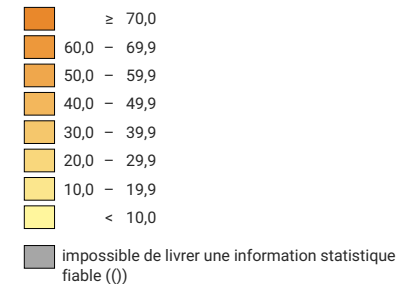 ≥ 70,0
60,0 – 69,9
50,0 – 59,9
40,0 – 49,9
30,0 – 39,9
20,0 – 29,9
10,0 – 19,9
< 10,0
impossible de livrer une information statistique
fiable (())